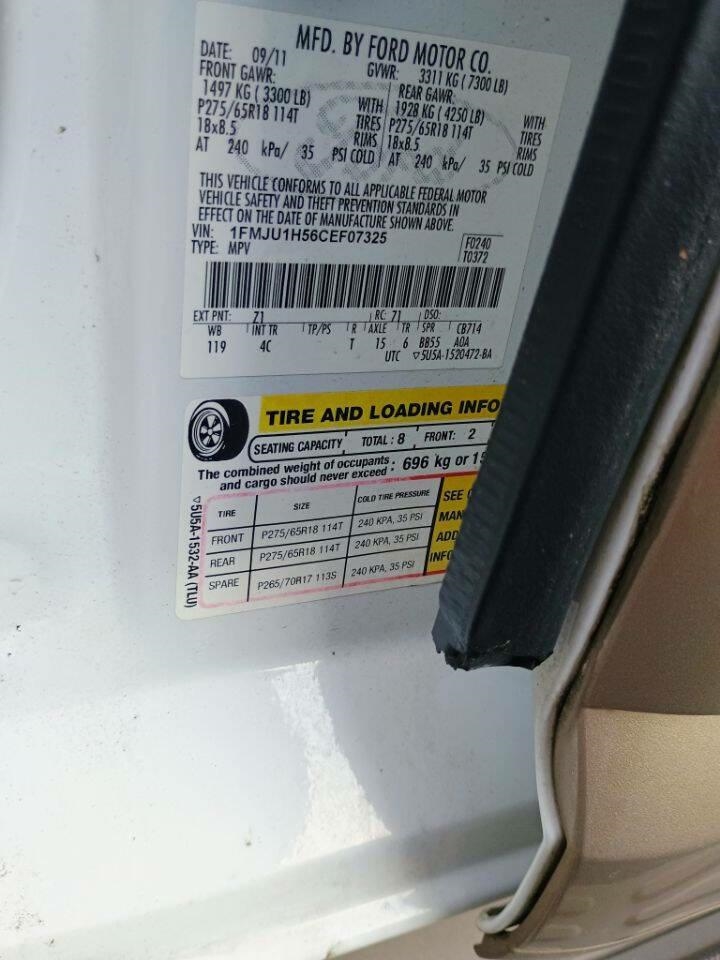 MFD. BY FORD MOTOR CO.
DATE: 09/11 GVWR: 3311 KG ( 7300 LB)
FRONT GAWR: REAR GAWR:
1497 KG ( 3300 LB) WITH 1928 KG ( 4250 LB) WITH
P275/65R18 114T TIRES P275/65R18 114T TIRES
18x8.5 RIMS 18x8.5 RIMS
AT 240 kPa/ 35 PSI COLD AT 240 kPa/ 35 PSI COLD
THIS VEHICLE CONFORMS TO ALL APPLICABLE FEDERAL MOTOR
VEHICLE SAFETY AND THEFT PREVENTION STANDARDS IN
EFFECT ON THE DATE OF MANUFACTURE SHOWN ABOVE.
VIN: 1FMJU1H56CEF07325
TYPE: MPV
F0240
T0372
EXT PNT: Z1 RC: 71 DSO:
WB INT TR TP/PS R AXLE TR SPR CB714
119 4C T 15 6 BB55 AOA
UTC ▽5U5A-1520472-BA
TIRE AND LOADING INFO
SEATING CAPACITY TOTAL : 8 FRONT: 2
The combined weight of occupants
and cargo should never exceed : 696 kg or 15
TIRE SIZE COLD TIRE PRESSURE
FRONT P275/65R18 114T 240 KPA, 35 PSI
REAR P275/65R18 114T 240 KPA, 35 PSI
SPARE P265/70R17 113S 240 KPA, 35 PSI
SEE
MAN
ADD
INFO
▽5U5A-1532-AA (TLU)